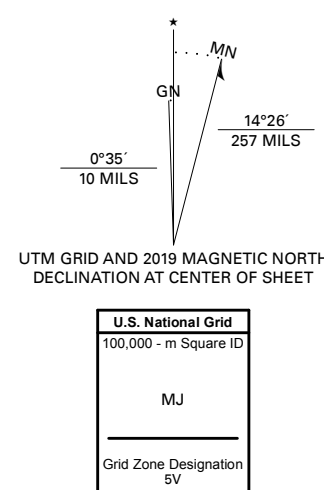 ★
MN
GN
14°26´
257 MILS
0°35´
10 MILS
UTM GRID AND 2019 MAGNETIC NORTH
DECLINATION AT CENTER OF SHEET
U.S. National Grid
100,000 - m Square ID
MJ
Grid Zone Designation
5V